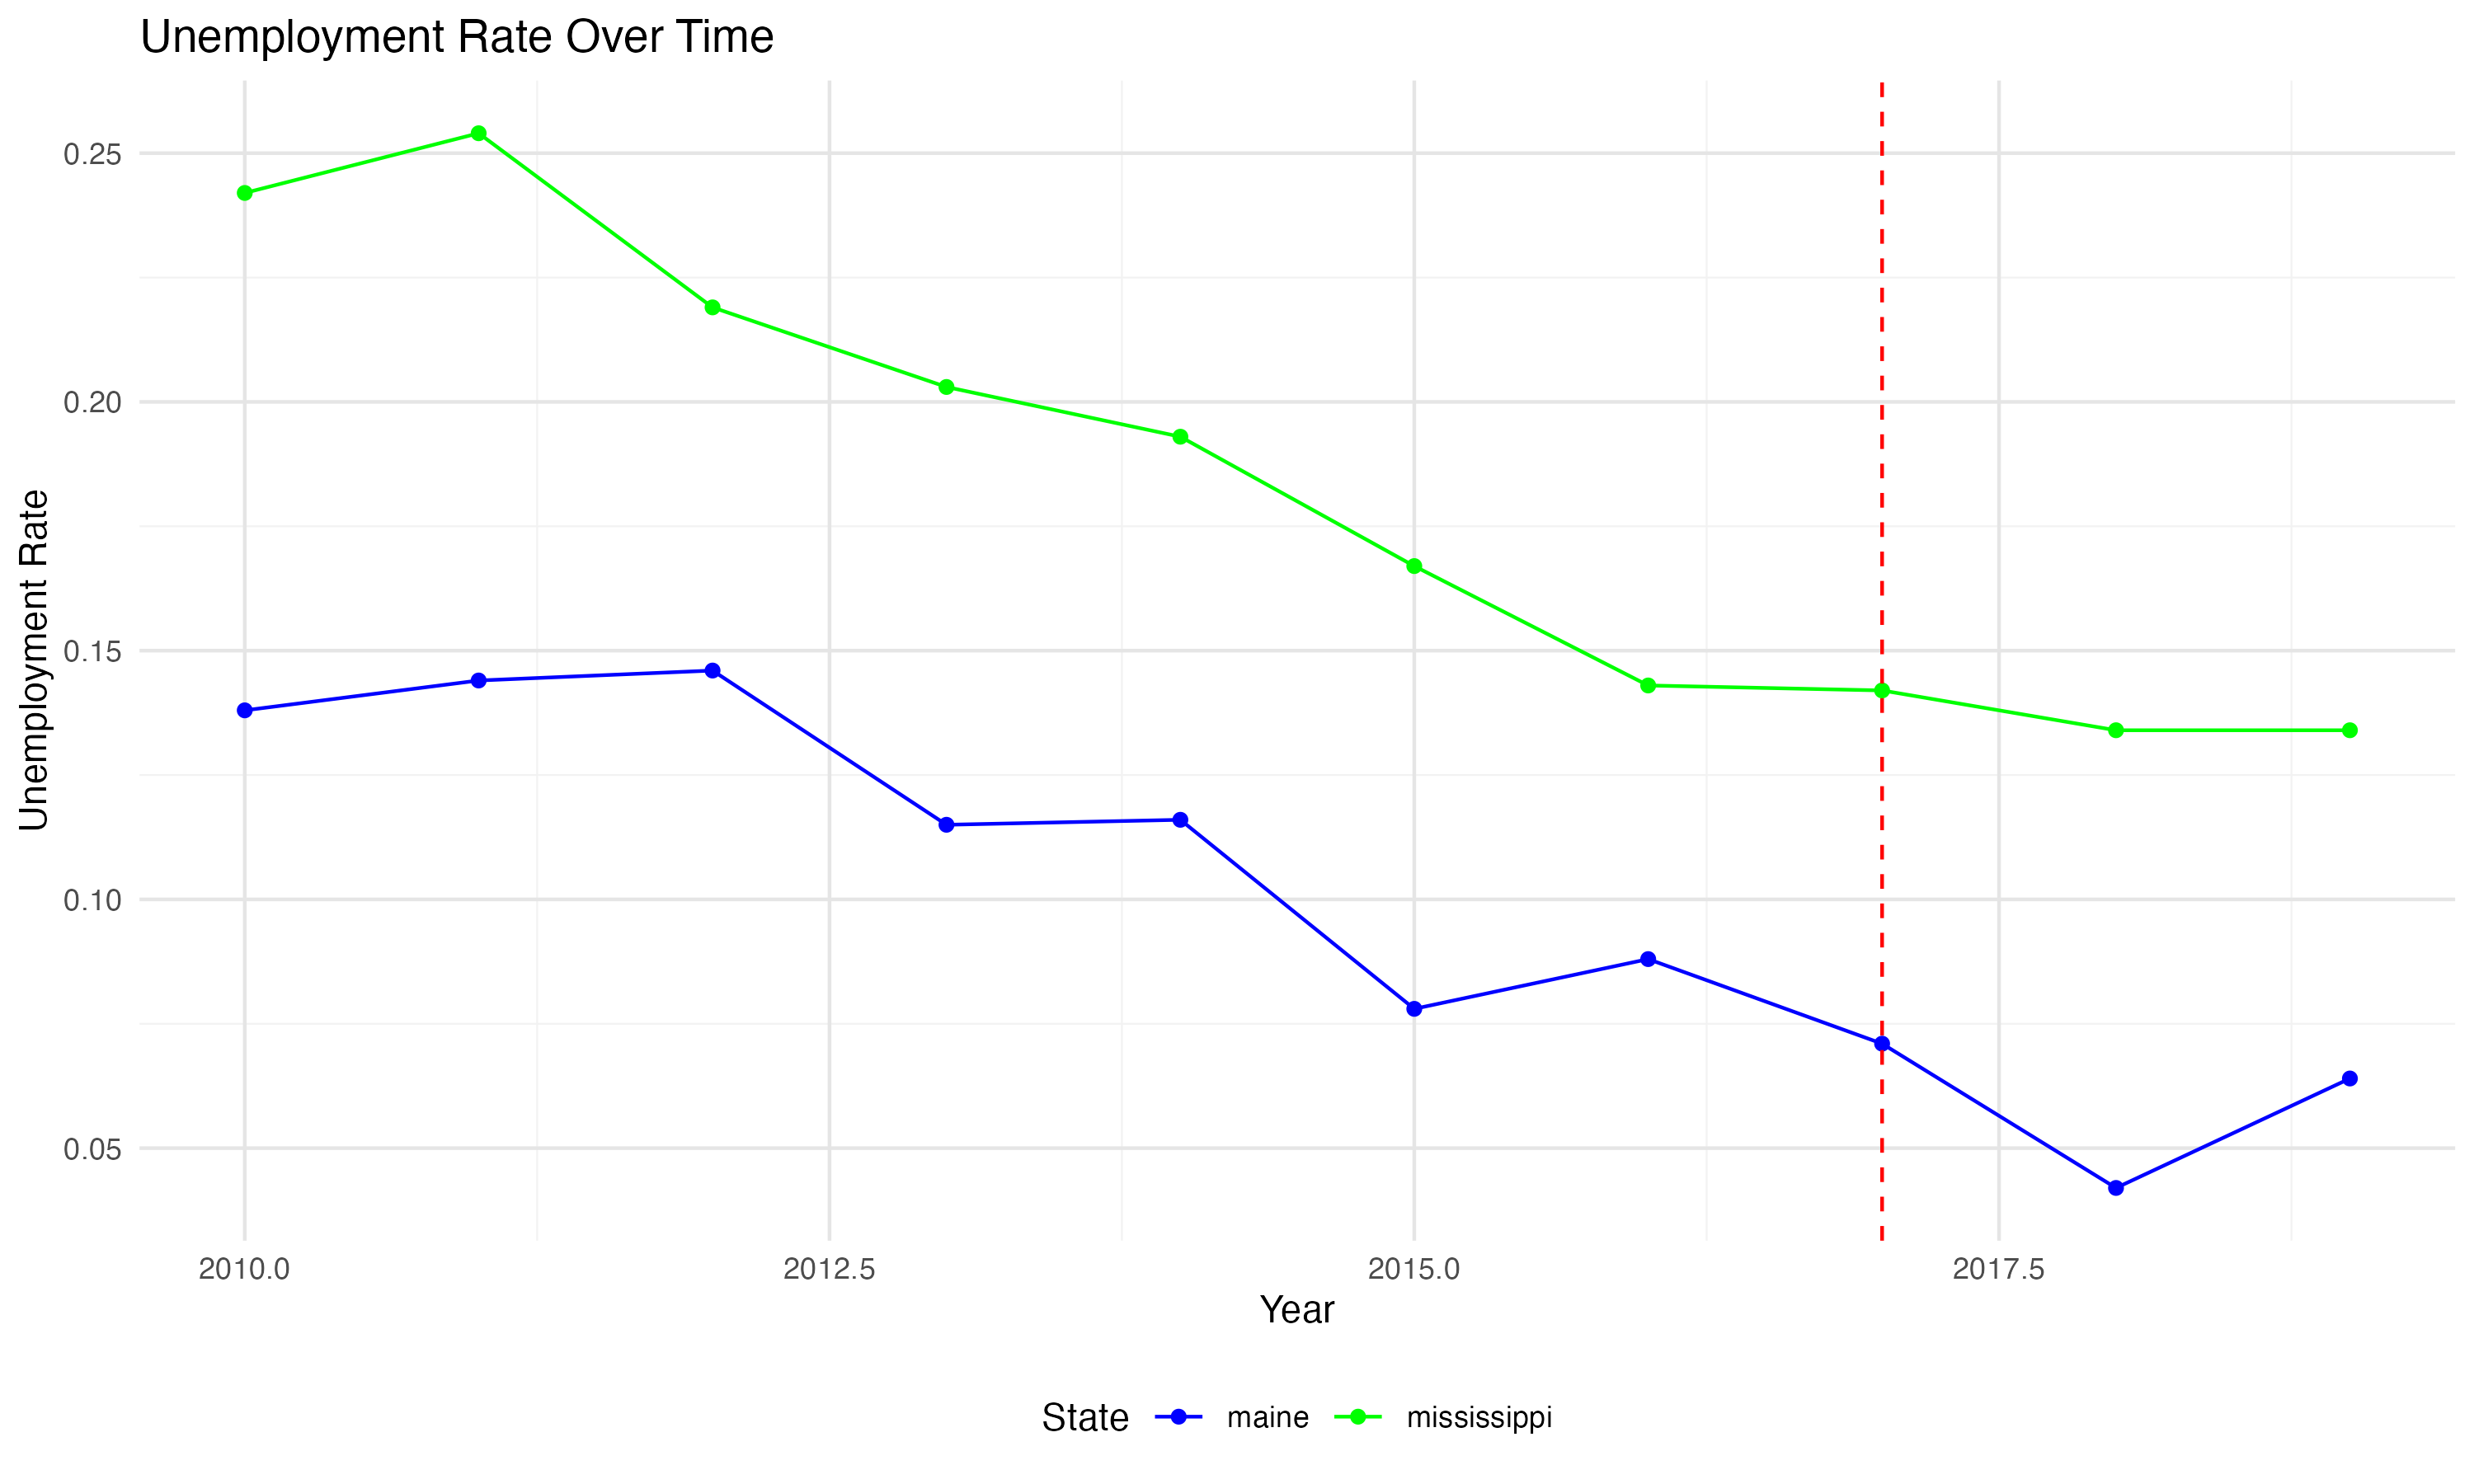 Unemployment Rate Over Time
Unemployment Rate
0.25
0.20
0.15
0.10
0.05
2010.0 2012.5 2015.0 2017.5
Year
State maine mississippi